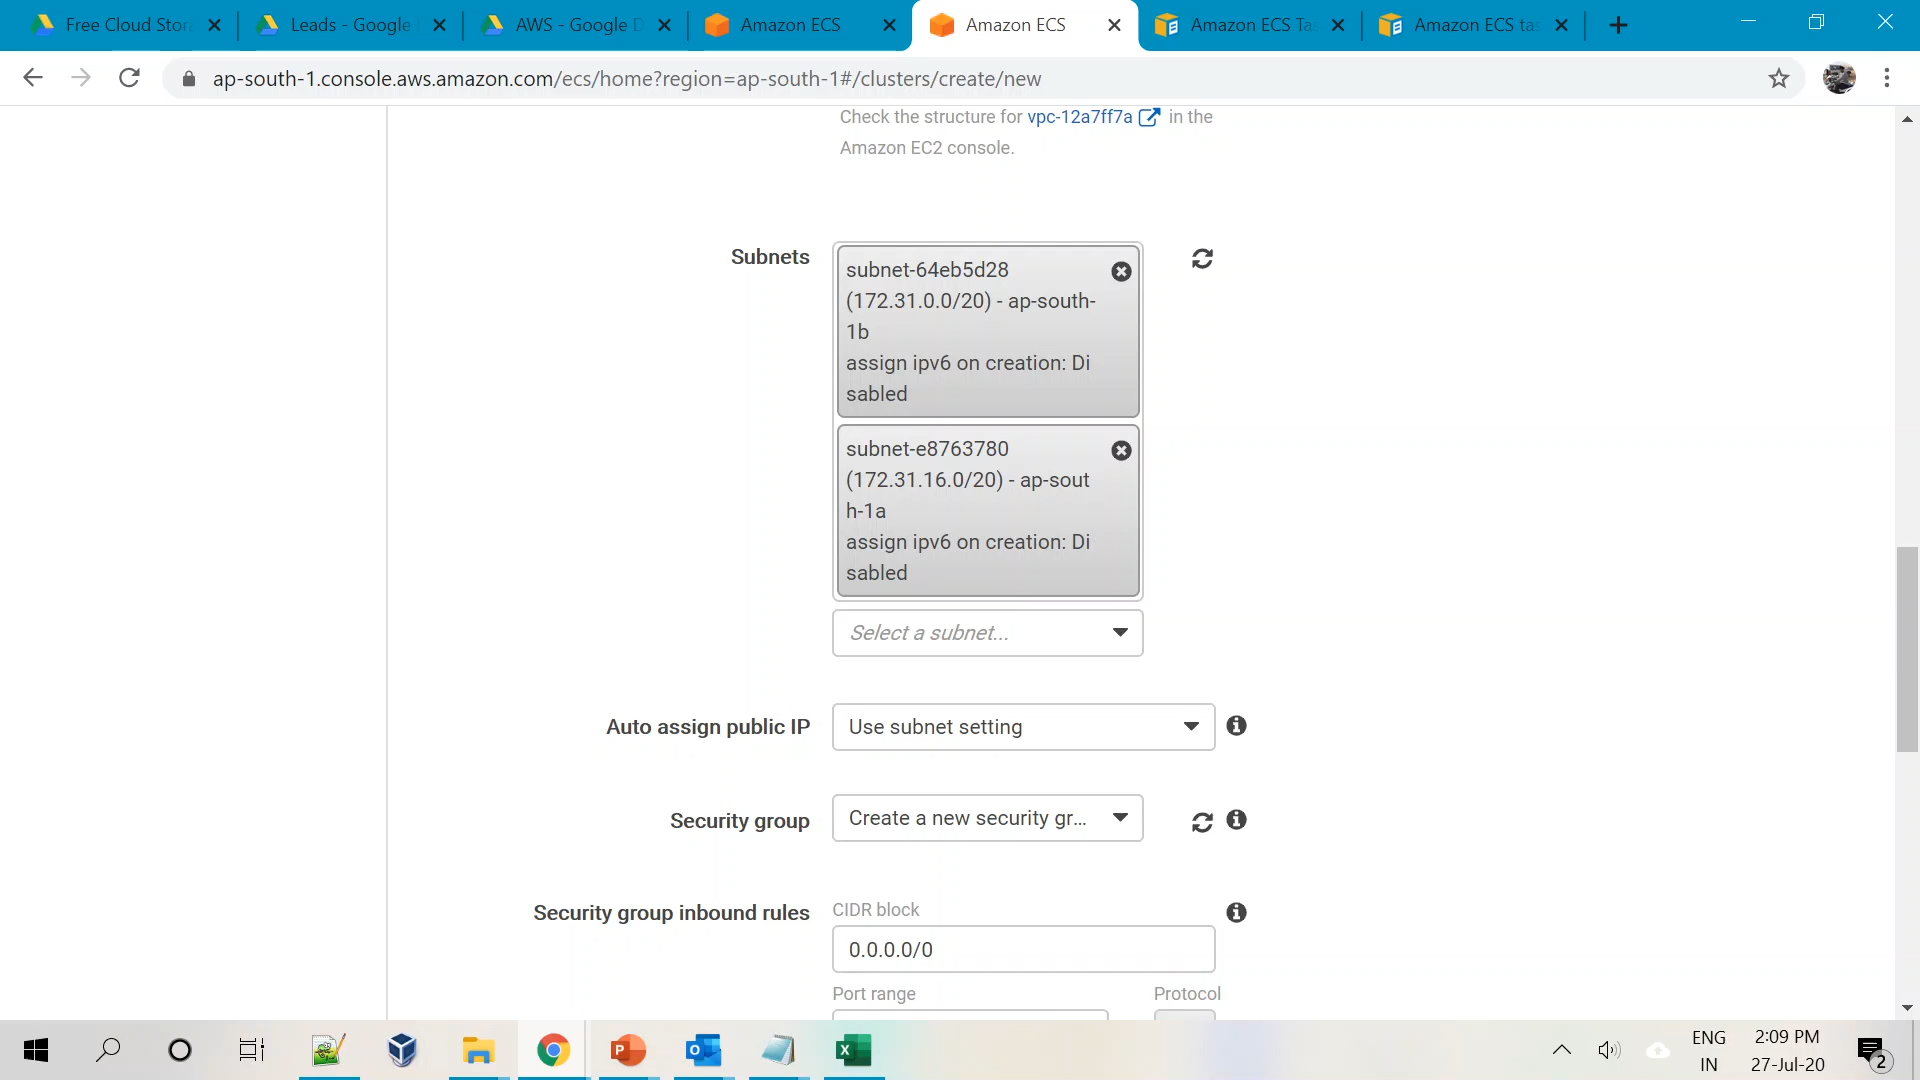 Free Cloud Stora
Leads - Google
AWS - Google D
Amazon ECS
Amazon ECS
Amazon ECS Ta
Amazon ECS tas
ap-south-1.console.aws.amazon.com/ecs/home?region=ap-south-1#/clusters/create/new
Check the structure for vpc-12a7ff7a in the
Amazon EC2 console.
Subnets
subnet-64eb5d28
(172.31.0.0/20) - ap-south-
1b
assign ipv6 on creation: Di
sabled
subnet-e8763780
(172.31.16.0/20) - ap-sout
h-1a
assign ipv6 on creation: Di
sabled
Select a subnet...
Auto assign public IP
Use subnet setting
Security group
Create a new security gr...
Security group inbound rules
CIDR block
0.0.0.0/0
Port range
Protocol
ENG
IN
2:09 PM
27-Jul-20
2